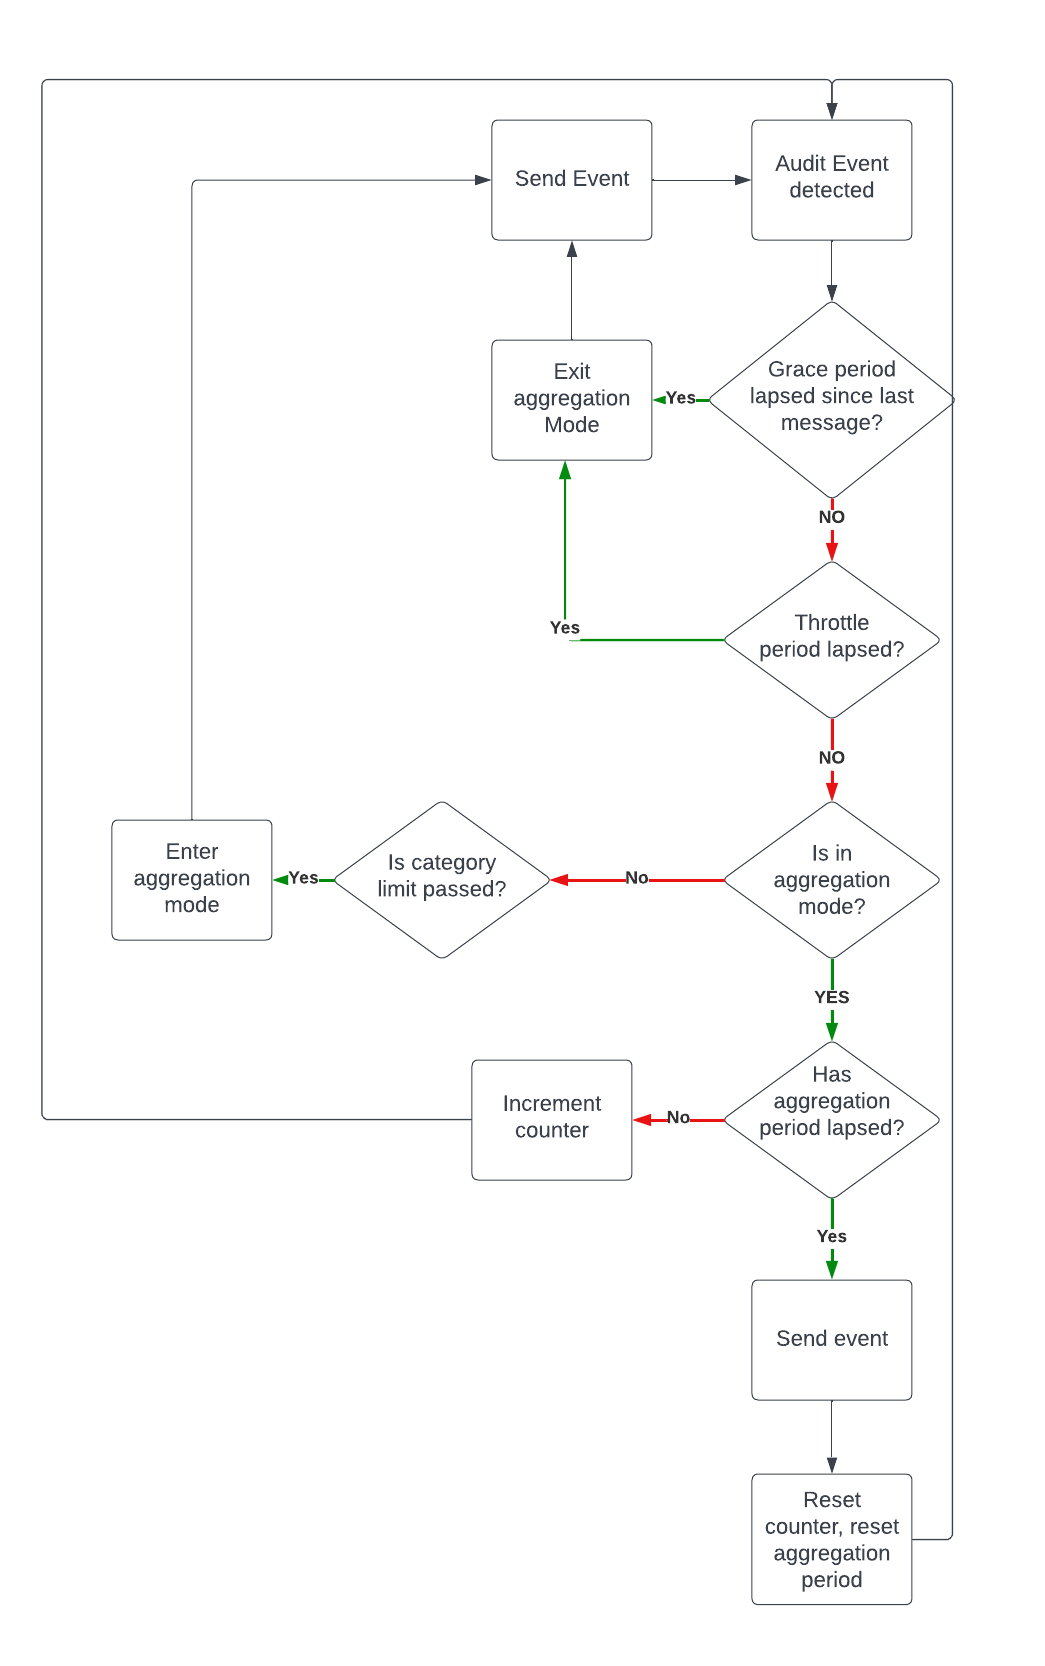 Send Event
Audit Event
detected
Exit
aggregation
Mode
Yes
Grace period
lapsed since last
message?
NO
Throttle
period lapsed?
Yes
NO
Enter
aggregation
mode
Yes
Is category
limit passed?
No
Is in
aggregation
mode?
YES
Increment
counter
No
Has
aggregation
period lapsed?
Yes
Send event
Reset
counter, reset
aggregation
period